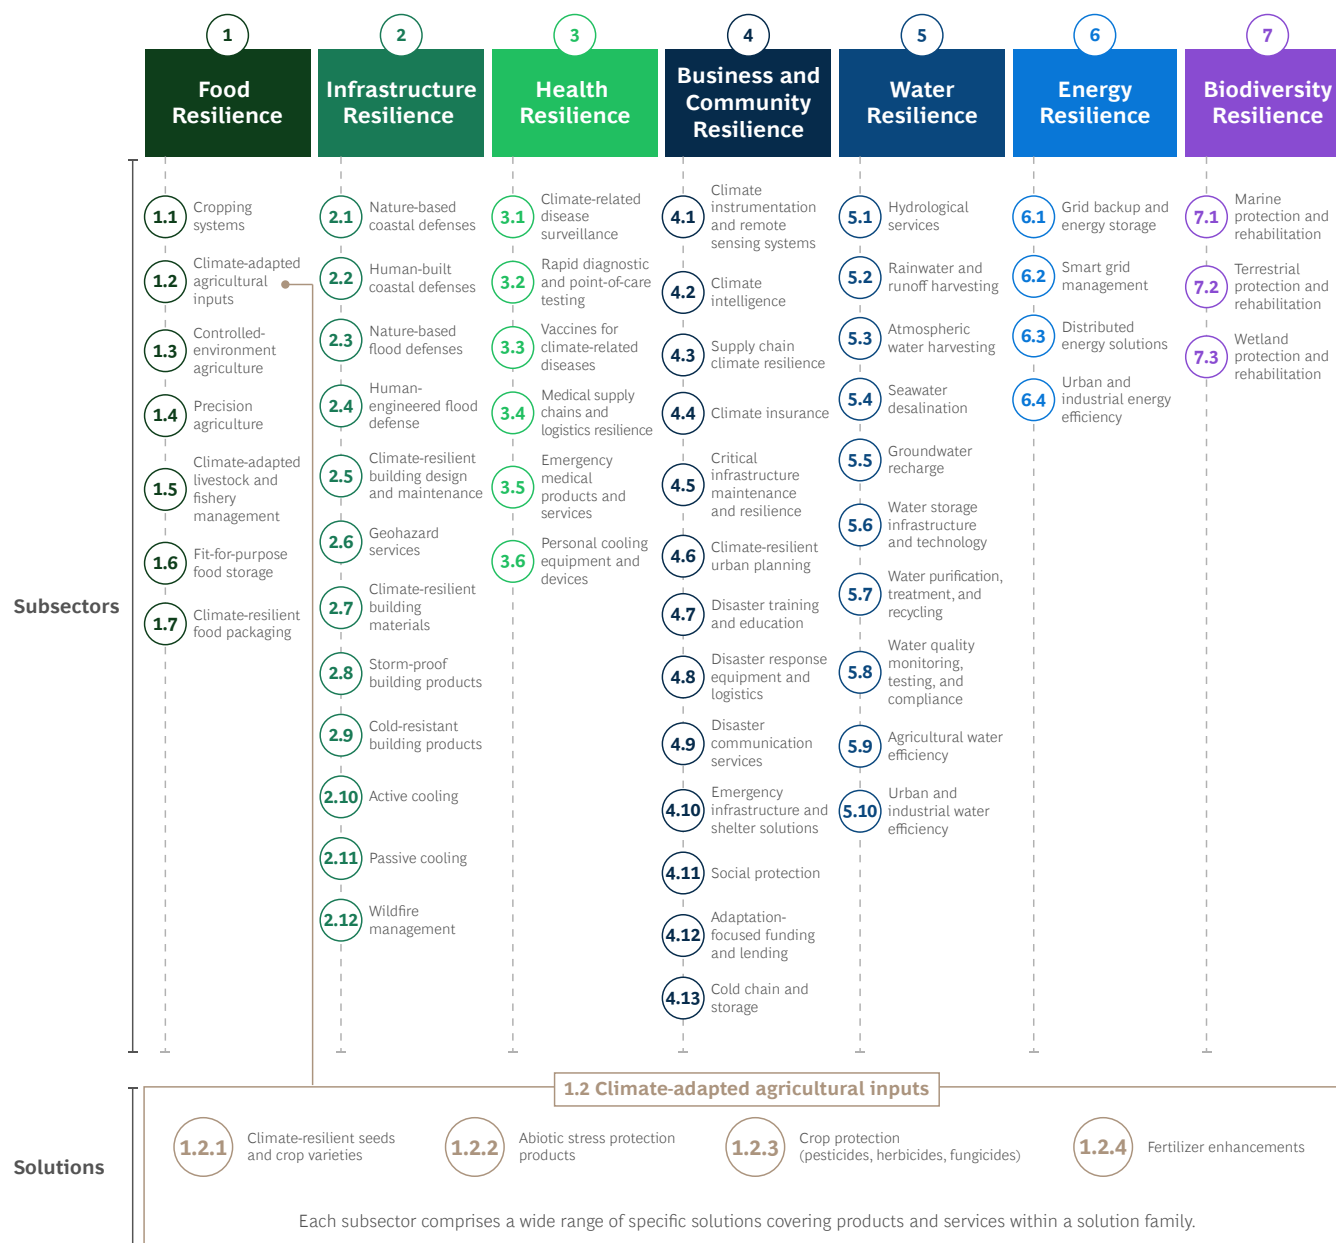 1
Food
Resilience
2
Infrastructure
Resilience
3
Health
Resilience
4
Business and
Community
Resilience
5
Water
Resilience
6
Energy
Resilience
7
Biodiversity
Resilience
Subsectors
1.1
Cropping
systems
1.2
Climate-adapted
agricultural
inputs
1.3
Controlled-
environment
agriculture
1.4
Precision
agriculture
1.5
Climate-adapted
livestock and
fishery
management
1.6
Fit-for-purpose
food storage
1.7
Climate-resilient
food packaging
2.1
Nature-based
coastal defenses
2.2
Human-built
coastal defenses
2.3
Nature-based
flood defenses
2.4
Human-
engineered flood
defense
2.5
Climate-resilient
building design
and maintenance
2.6
Geohazard
services
2.7
Climate-resilient
building
materials
2.8
Storm-proof
building products
2.9
Cold-resistant
building products
2.10
Active cooling
2.11
Passive cooling
2.12
Wildfire
management
3.1
Climate-related
disease
surveillance
3.2
Rapid diagnostic
and point-of-care
testing
3.3
Vaccines for
climate-related
diseases
3.4
Medical supply
chains and
logistics resilience
3.5
Emergency
medical
products and
services
3.6
Personal cooling
equipment and
devices
4.1
Climate
instrumentation
and remote
sensing systems
4.2
Climate
intelligence
4.3
Supply chain
climate resilience
4.4
Climate insurance
4.5
Critical
infrastructure
maintenance
and resilience
4.6
Climate-resilient
urban planning
4.7
Disaster training
and education
4.8
Disaster response
equipment and
logistics
4.9
Disaster
communication
services
4.10
Emergency
infrastructure and
shelter solutions
4.11
Social protection
4.12
Adaptation-
focused funding
and lending
4.13
Cold chain and
storage
5.1
Hydrological
services
5.2
Rainwater and
runoff harvesting
5.3
Atmospheric
water harvesting
5.4
Seawater
desalination
5.5
Groundwater
recharge
5.6
Water storage
infrastructure
and technology
5.7
Water purification,
treatment, and
recycling
5.8
Water quality
monitoring,
testing, and
compliance
5.9
Agricultural water
efficiency
5.10
Urban and
industrial water
efficiency
6.1
Grid backup and
energy storage
6.2
Smart grid
management
6.3
Distributed
energy solutions
6.4
Urban and
industrial energy
efficiency
7.1
Marine
protection and
rehabilitation
7.2
Terrestrial
protection and
rehabilitation
7.3
Wetland
protection and
rehabilitation
Solutions
1.2 Climate-adapted agricultural inputs
1.2.1
Climate-resilient seeds
and crop varieties
1.2.2
Abiotic stress protection
products
1.2.3
Crop protection
(pesticides, herbicides, fungicides)
1.2.4
Fertilizer enhancements
Each subsector comprises a wide range of specific solutions covering products and services within a solution family.